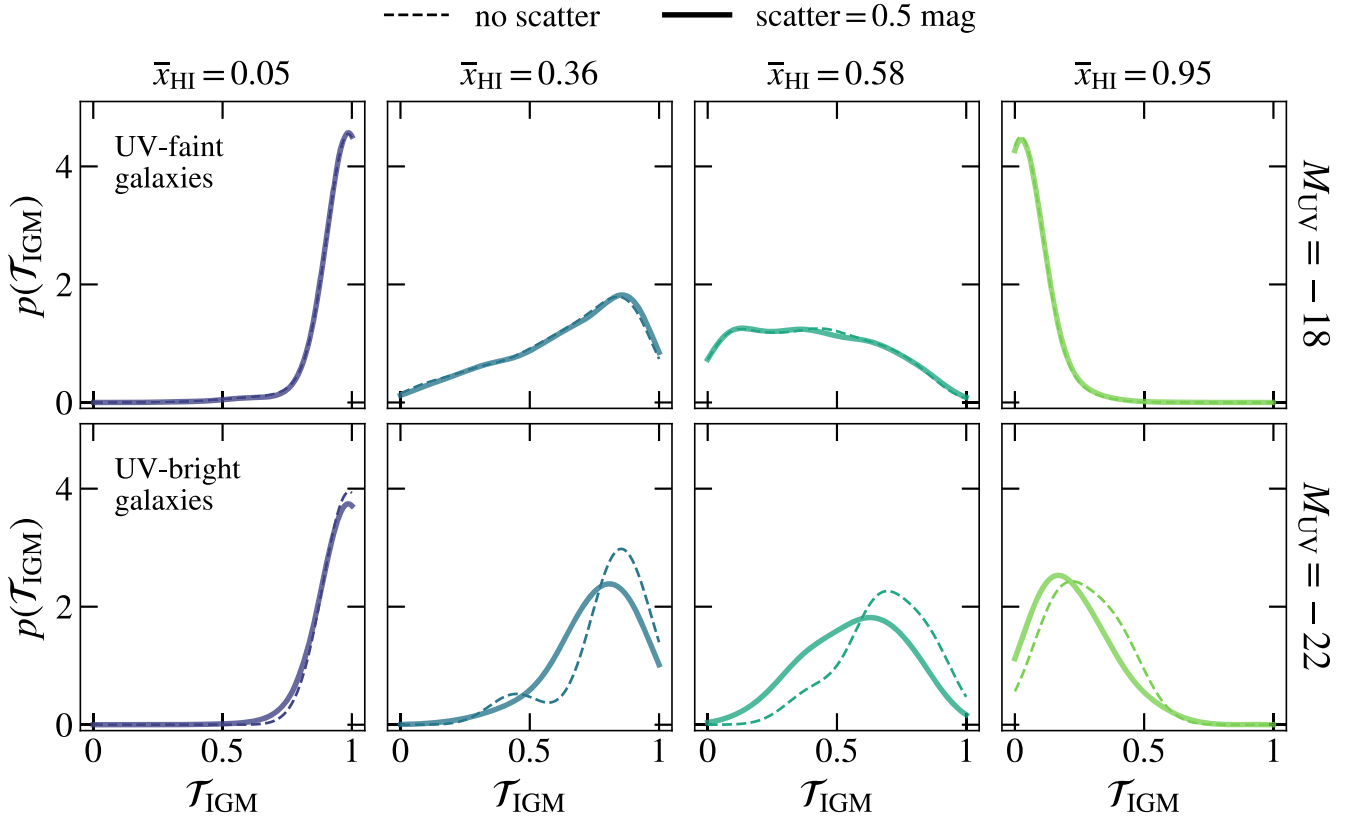 no scatter scatter = 0.5 mag
x̄HI = 0.05 x̄HI = 0.36 x̄HI = 0.58 x̄HI = 0.95
UV-faint
galaxies
4
2
0
p(𝒯IGM)
MUV = −18
UV-bright
galaxies
4
2
0
p(𝒯IGM)
MUV = −22
0 0.5 1 0 0.5 1 0 0.5 1 0 0.5 1
𝒯IGM 𝒯IGM 𝒯IGM 𝒯IGM